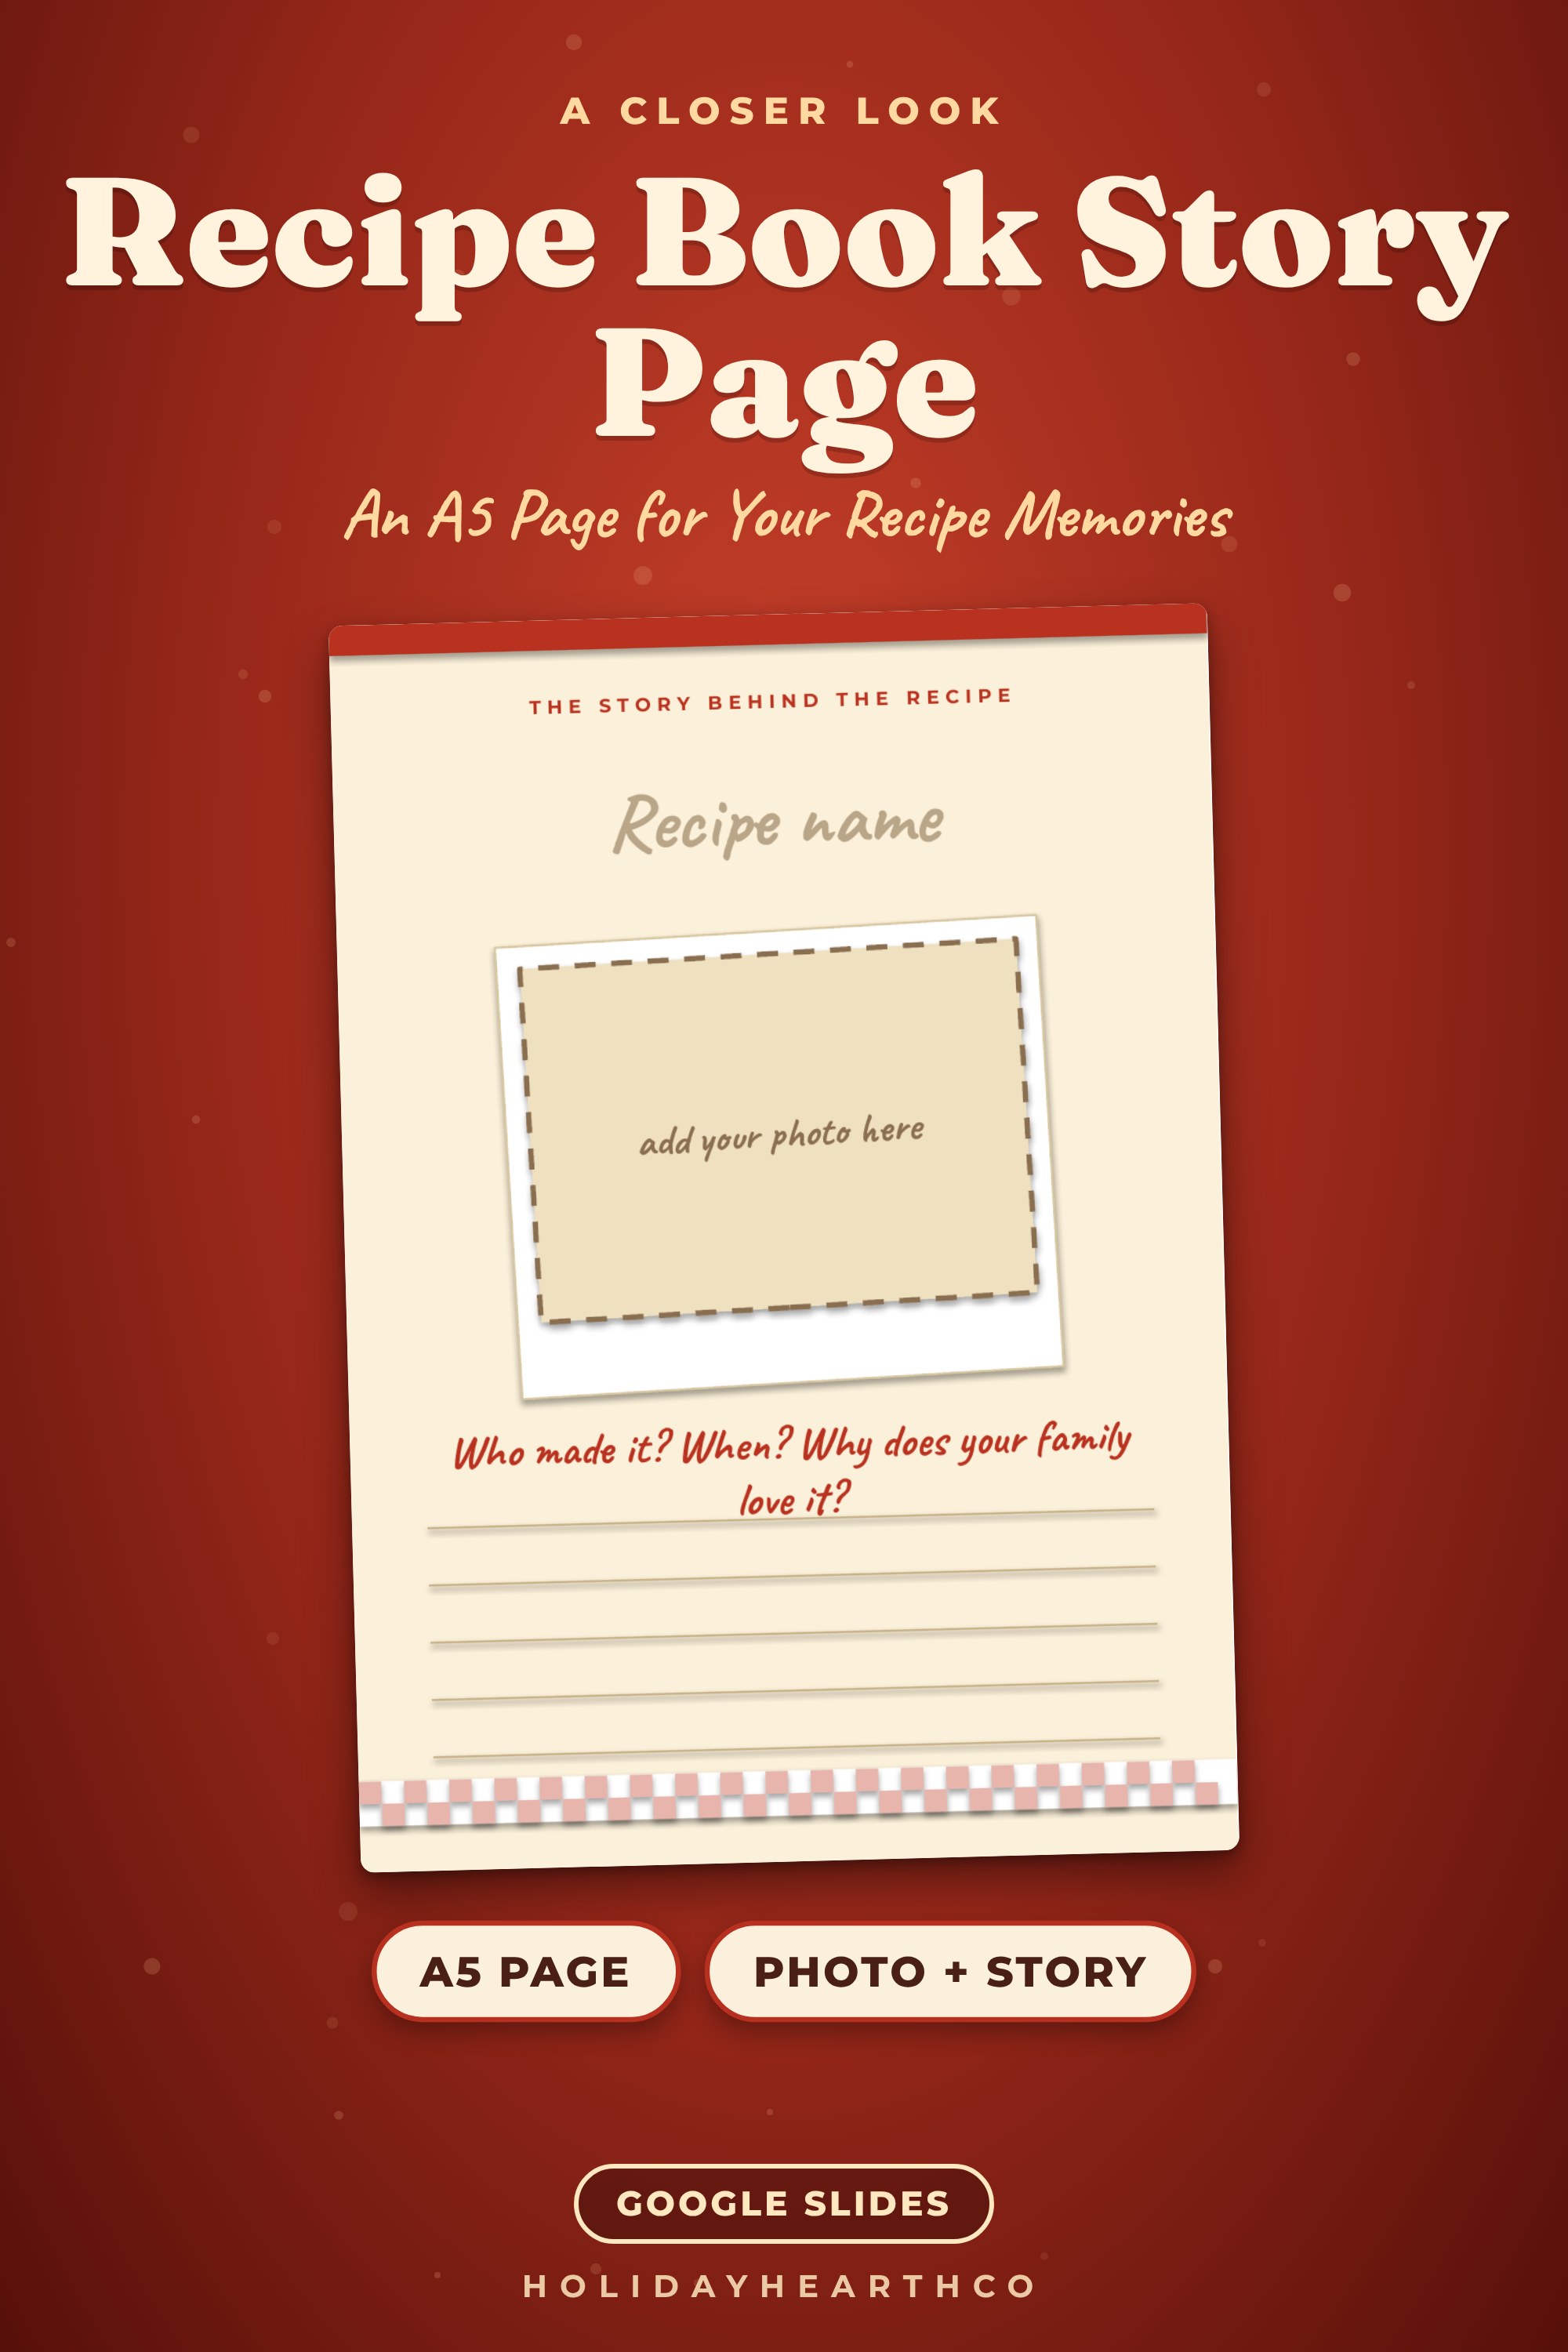 A CLOSER LOOK
Recipe Book Story
Page
An A5 Page for Your Recipe Memories
THE STORY BEHIND THE RECIPE
Recipe name
add your photo here
Who made it? When? Why does your family
love it?
A5 PAGE
PHOTO + STORY
GOOGLE SLIDES
HOLIDAYHEARTHCO